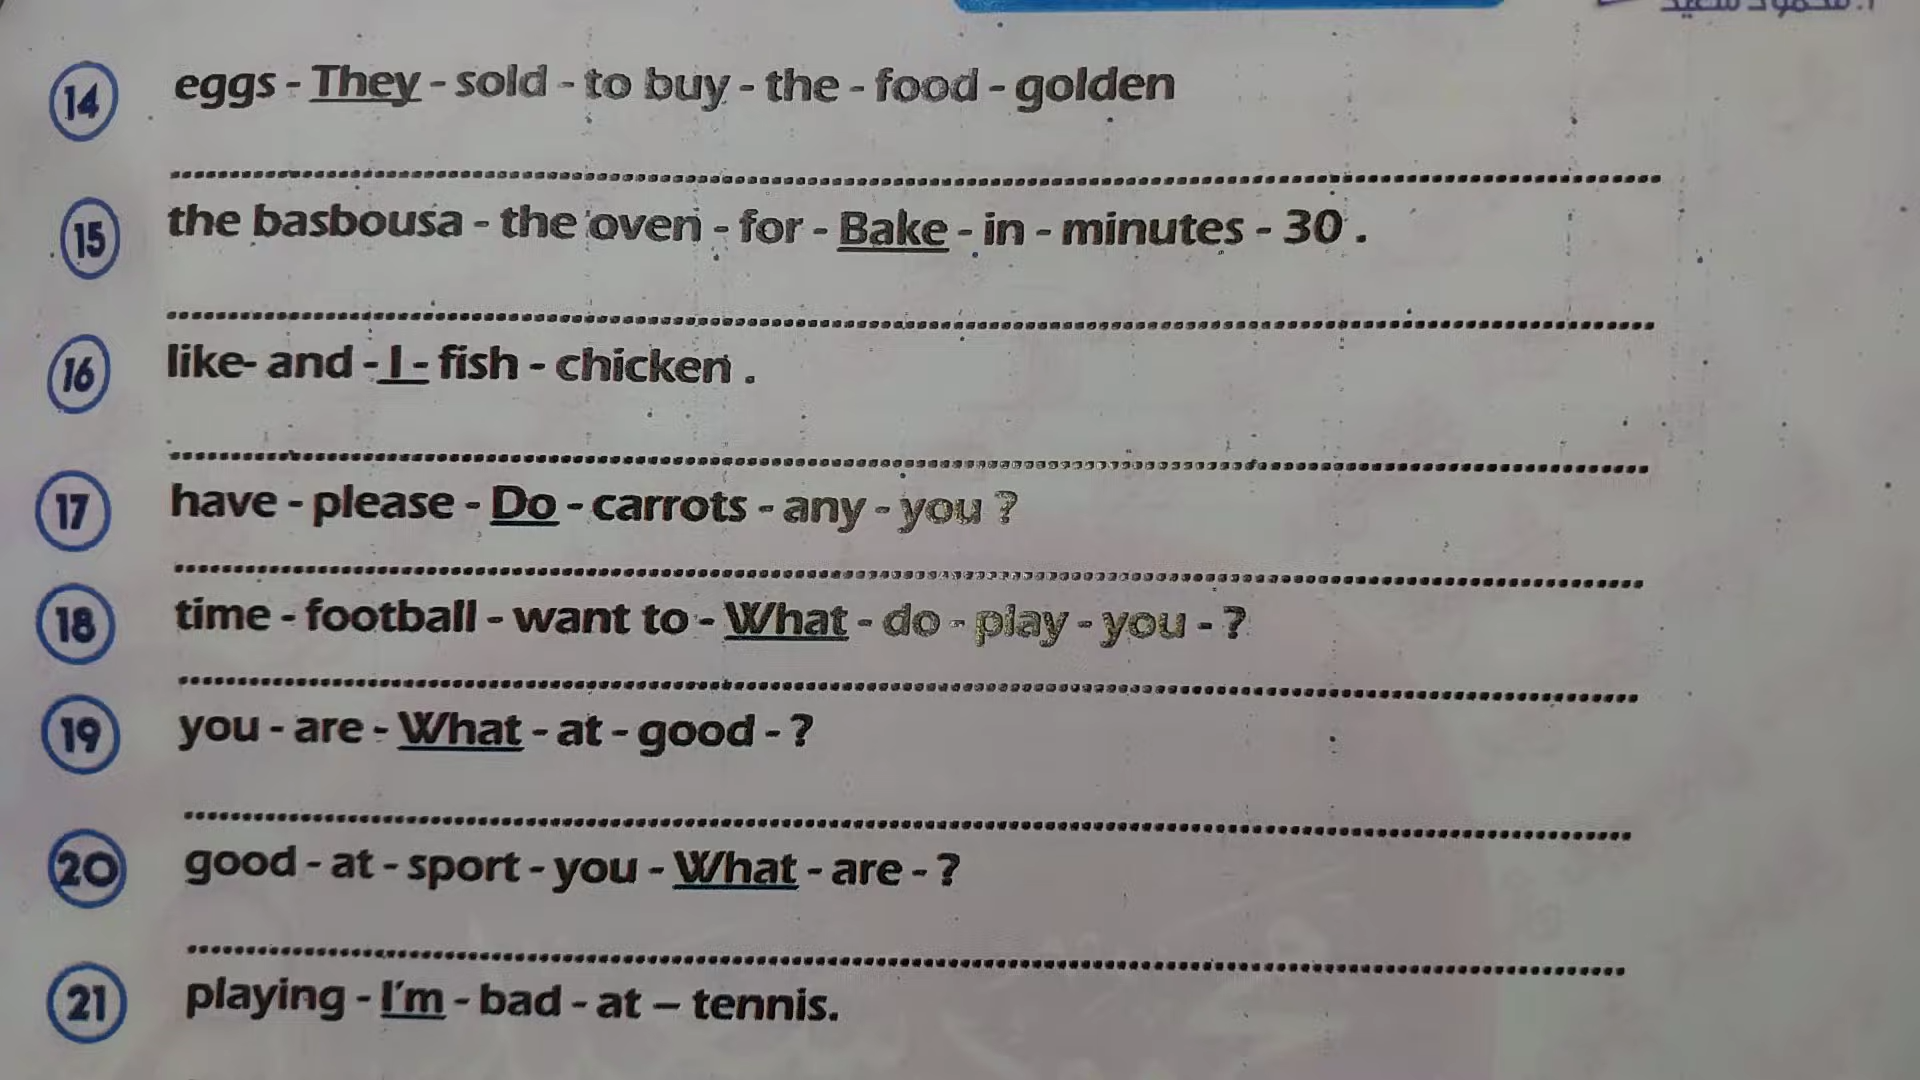 أ.محمود سعيد
14 eggs - They - sold - to buy - the - food - golden
15 the basbousa - the oven - for - Bake - in - minutes - 30 .
16 like- and - I - fish - chicken .
17 have - please - Do - carrots - any - you ?
18 time - football - want to - What - do - play - you - ?
19 you - are - What - at - good - ?
20 good - at - sport - you - What - are - ?
21 playing - I'm - bad - at – tennis.